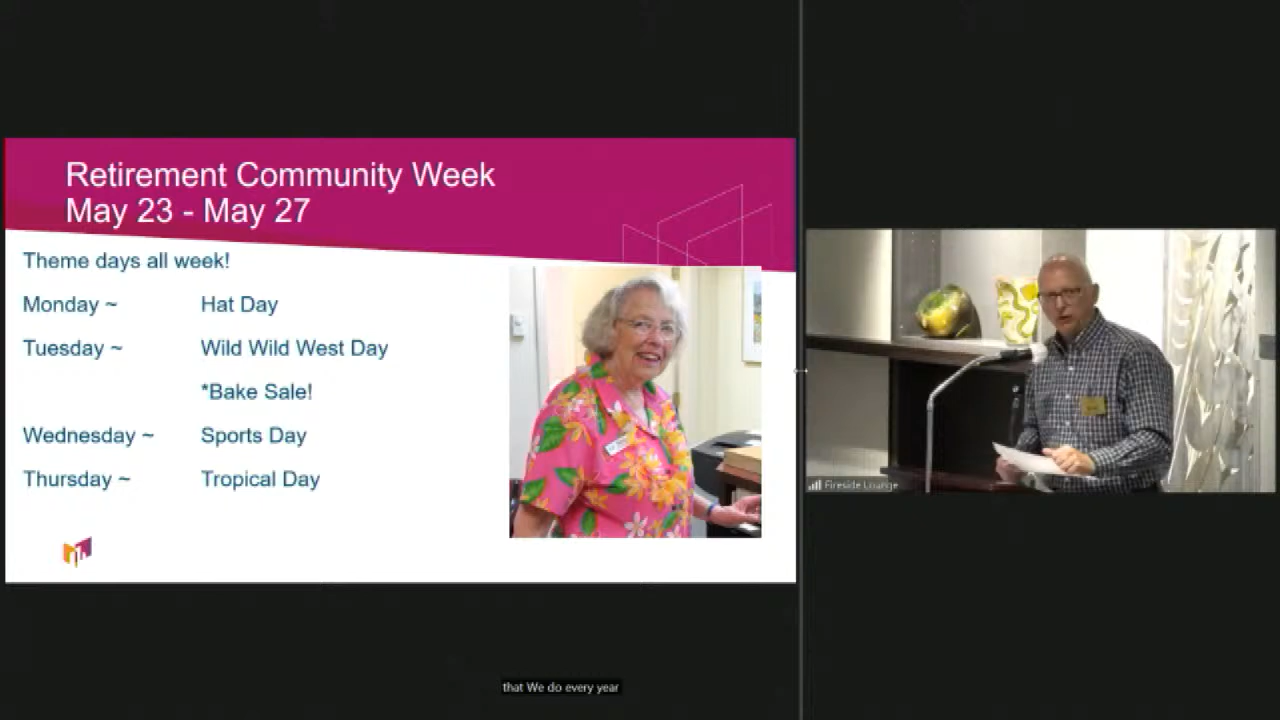 Retirement Community Week
May 23 - May 27
Theme days all week!
Monday ~ Hat Day
Tuesday ~ Wild Wild West Day
*Bake Sale!
Wednesday ~ Sports Day
Thursday ~ Tropical Day
Fireside Lounge
that We do every year